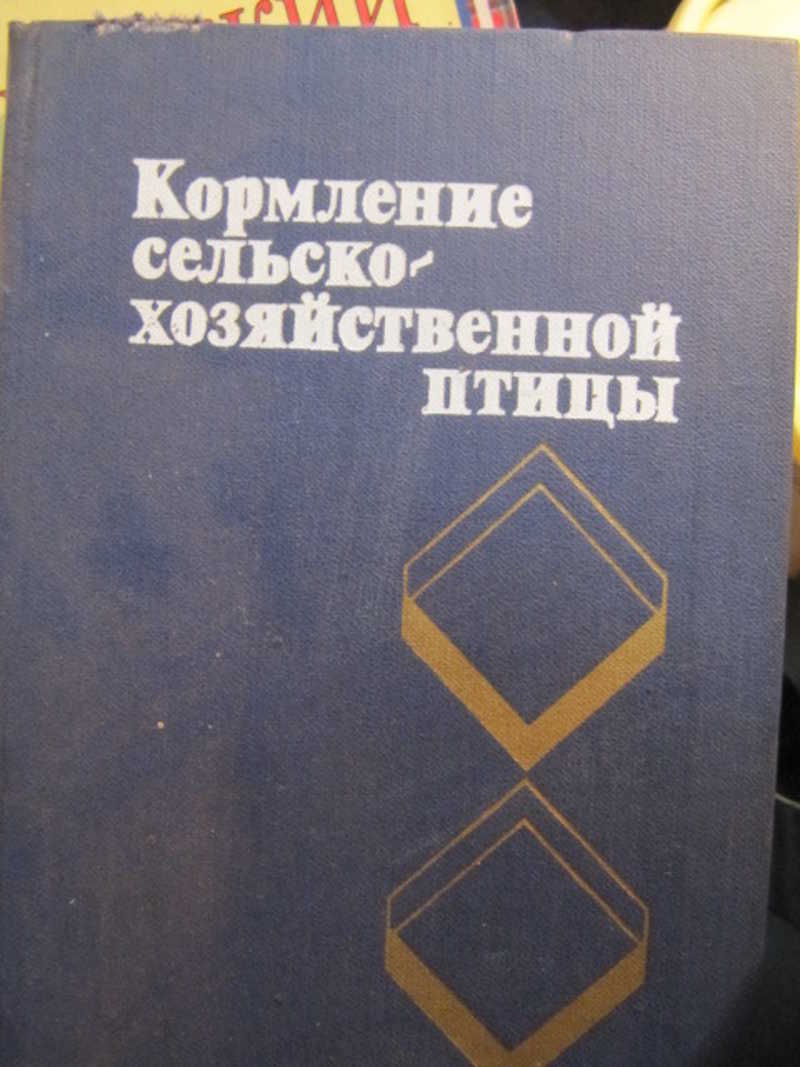 Кормление
сельско-
хозяйственной
птицы